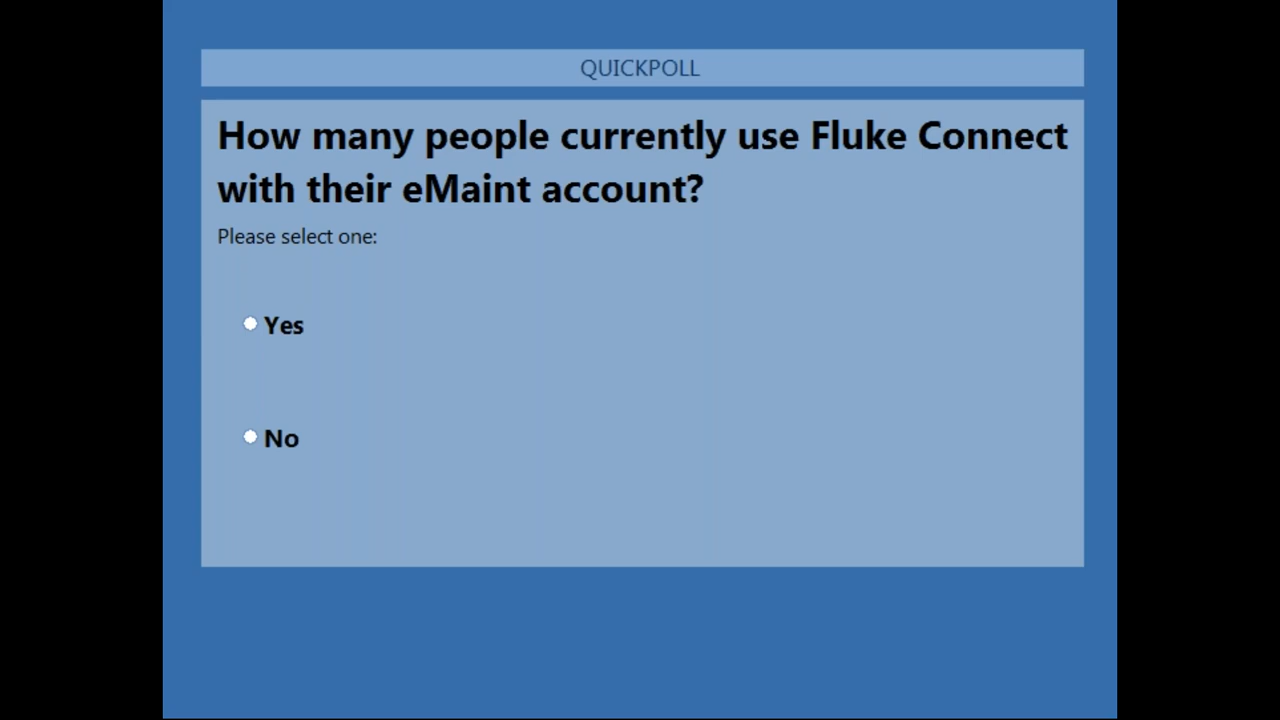 QUICKPOLL
How many people currently use Fluke Connect
with their eMaint account?
Please select one:
Yes
No